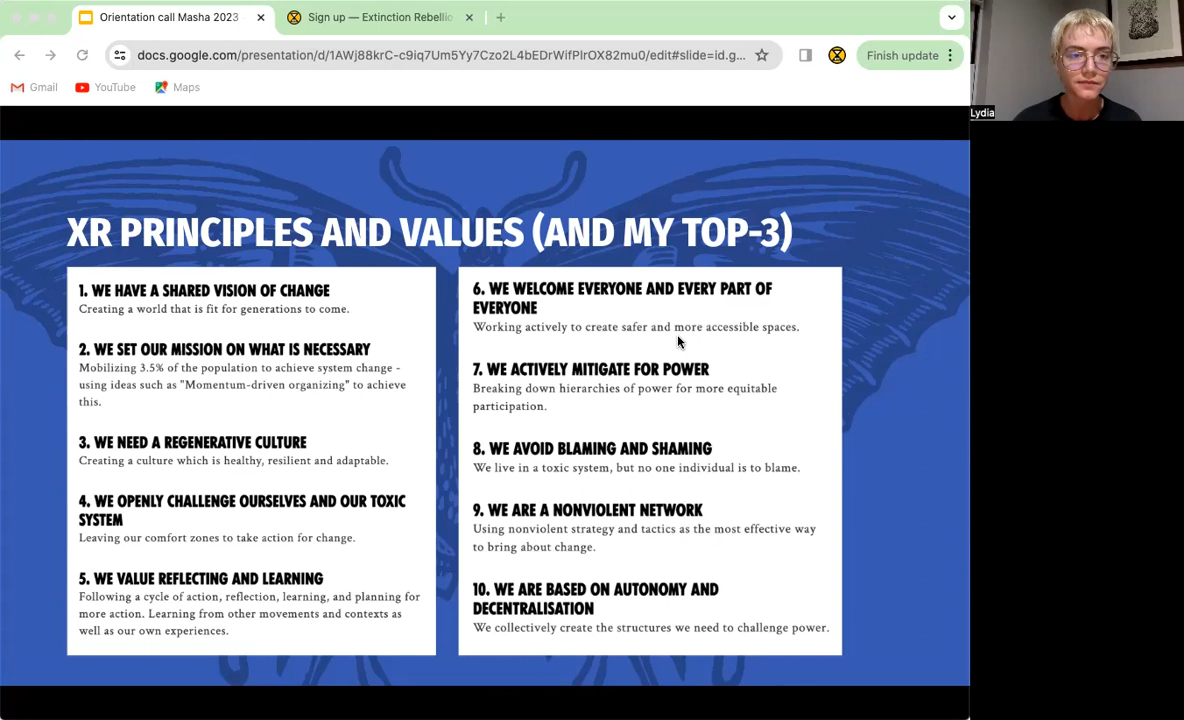 Orientation call Masha 2023
Sign up — Extinction Rebellio
docs.google.com/presentation/d/1AWj88krC-c9iq7Um5Yy7Czo2L4bEDrWifPlrOX82mu0/edit#slide=id.g...
Finish update
Gmail
YouTube
Maps
Lydia
XR PRINCIPLES AND VALUES (AND MY TOP-3)
1. WE HAVE A SHARED VISION OF CHANGE
Creating a world that is fit for generations to come.
2. WE SET OUR MISSION ON WHAT IS NECESSARY
Mobilizing 3.5% of the population to achieve system change -
using ideas such as "Momentum-driven organizing" to achieve
this.
3. WE NEED A REGENERATIVE CULTURE
Creating a culture which is healthy, resilient and adaptable.
4. WE OPENLY CHALLENGE OURSELVES AND OUR TOXIC
SYSTEM
Leaving our comfort zones to take action for change.
5. WE VALUE REFLECTING AND LEARNING
Following a cycle of action, reflection, learning, and planning for
more action. Learning from other movements and contexts as
well as our own experiences.
6. WE WELCOME EVERYONE AND EVERY PART OF
EVERYONE
Working actively to create safer and more accessible spaces.
7. WE ACTIVELY MITIGATE FOR POWER
Breaking down hierarchies of power for more equitable
participation.
8. WE AVOID BLAMING AND SHAMING
We live in a toxic system, but no one individual is to blame.
9. WE ARE A NONVIOLENT NETWORK
Using nonviolent strategy and tactics as the most effective way
to bring about change.
10. WE ARE BASED ON AUTONOMY AND
DECENTRALISATION
We collectively create the structures we need to challenge power.